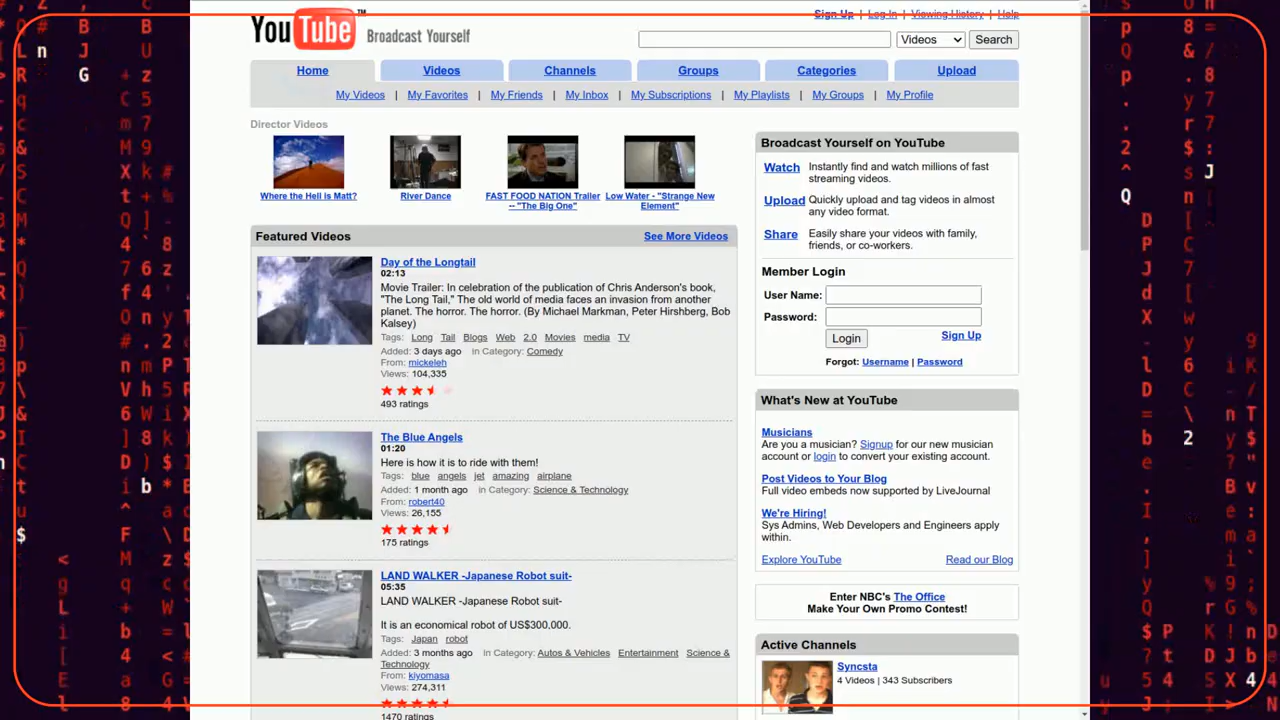 You Tube™ Broadcast Yourself
Sign Up | Log In | Viewing History | Help
Videos Search
Home Videos Channels Groups Categories Upload
My Videos | My Favorites | My Friends | My Inbox | My Subscriptions | My Playlists | My Groups | My Profile
Director Videos
Where the Hell is Matt?
River Dance
FAST FOOD NATION Trailer
-- "The Big One"
Low Water - "Strange New
Element"
Featured Videos See More Videos
Day of the Longtail
02:13
Movie Trailer: In celebration of the publication of Chris Anderson's book,
"The Long Tail," The old world of media faces an invasion from another
planet. The horror. The horror. (By Michael Markman, Peter Hirshberg, Bob
Kalsey)
Tags: Long Tail Blogs Web 2.0 Movies media TV
Added: 3 days ago in Category: Comedy
From: mickeleh
Views: 104,335
493 ratings
The Blue Angels
01:20
Here is how it is to ride with them!
Tags: blue angels jet amazing airplane
Added: 1 month ago in Category: Science & Technology
From: robert40
Views: 26,155
175 ratings
LAND WALKER -Japanese Robot suit-
05:35
LAND WALKER -Japanese Robot suit-
It is an economical robot of US$300,000.
Tags: Japan robot
Added: 3 months ago in Category: Autos & Vehicles Entertainment Science &
Technology
From: kiyomasa
Views: 274,311
1470 ratings
Broadcast Yourself on YouTube
Watch Instantly find and watch millions of fast
streaming videos.
Upload Quickly upload and tag videos in almost
any video format.
Share Easily share your videos with family,
friends, or co-workers.
Member Login
User Name:
Password:
Login Sign Up
Forgot: Username | Password
What's New at YouTube
Musicians
Are you a musician? Signup for our new musician
account or login to convert your existing account.
Post Videos to Your Blog
Full video embeds now supported by LiveJournal
We're Hiring!
Sys Admins, Web Developers and Engineers apply
within.
Explore YouTube Read our Blog
Enter NBC's The Office
Make Your Own Promo Contest!
Active Channels
Syncsta
4 Videos | 343 Subscribers